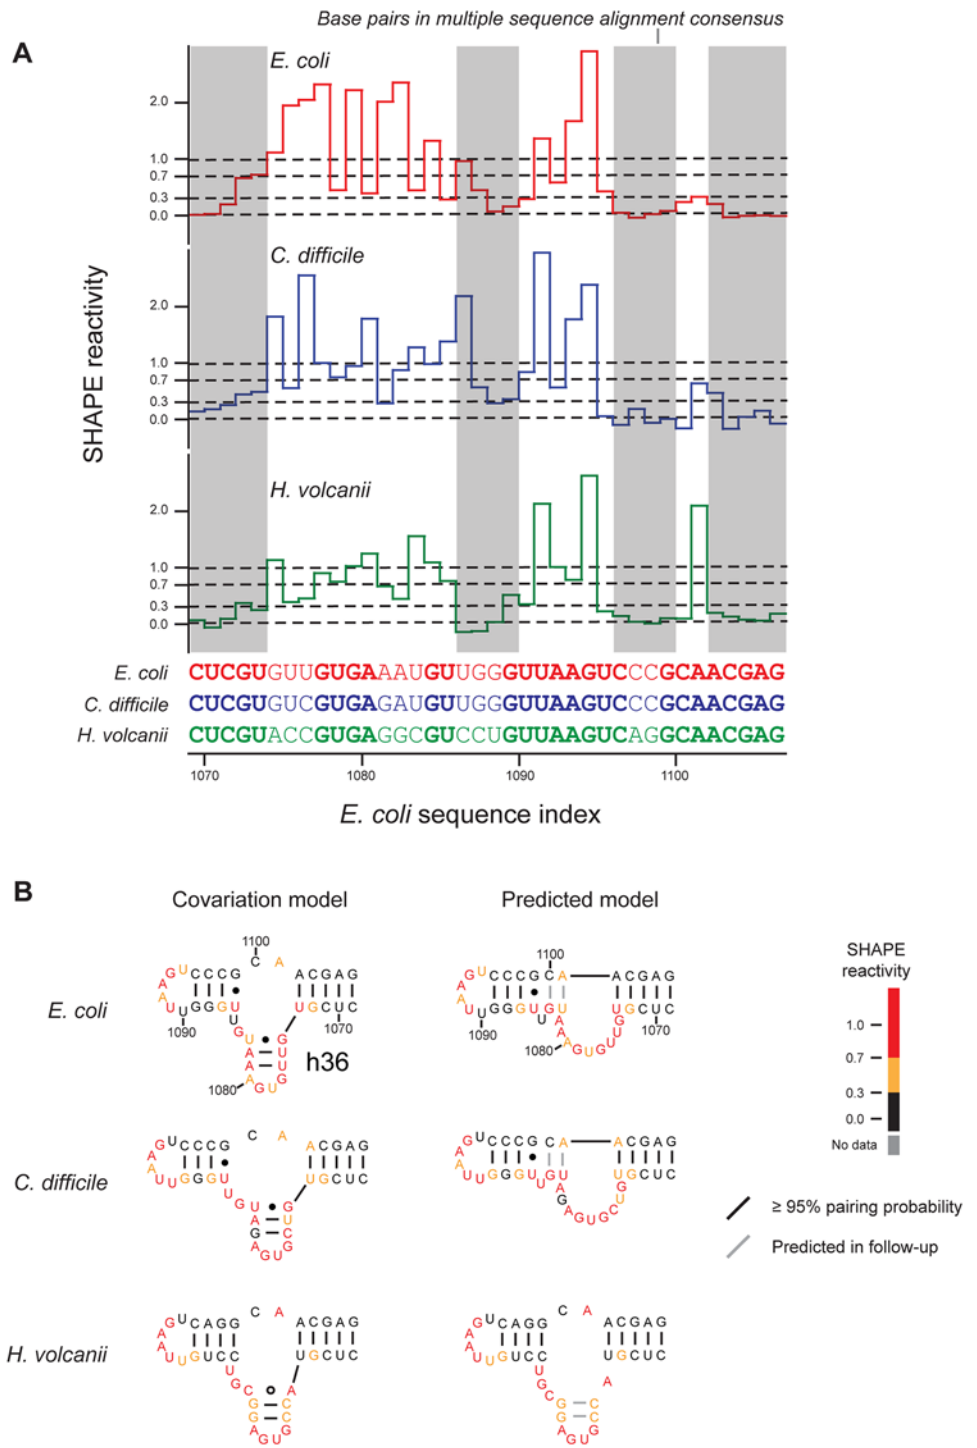 Base pairs in multiple sequence alignment consensus
A
E. coli
2.0
1.0
0.7
0.3
0.0
C. difficile
2.0
1.0
0.7
0.3
0.0
SHAPE reactivity
H. volcanii
2.0
1.0
0.7
0.3
0.0
E. coli CUCGUGUUGUGAAAUGUUGGGUUAAGUCCCGCAACGAG
C. difficile CUCGUGUCGUGAGAUGUUGGGUUAAGUCCCGCAACGAG
H. volcanii CUCGUACCGUGAGGCGUCCUGUUAAGUCAGGCAACGAG
1070 1080 1090 1100
E. coli sequence index
B
Covariation model Predicted model
SHAPE
reactivity
1.0
0.7
0.3
0.0
No data
≥ 95% pairing probability
Predicted in follow-up
E. coli
1100
G U C C C G C A A C G A G
A A U U G G G U U G U A A A A G U G U U G U G C U C
1090
1070
1080
h36
1100
G U C C C G C A A C G A G
A A U U G G G U U G U A A A G U G U U G U G C U C
1090
1080
1070
C. difficile
G U C C C G C A A C G A G
A A U U G G G U U G U A G A G U G C U G U G C U C
G U C C C G C A A C G A G
A A U U G G G U U G U A G A G U G C U G U G C U C
H. volcanii
G U C A G G C A A C G A G
A A U U G U C C U G C G G A G U G C C A U G C U C
G U C A G G C A A C G A G
A A U U G U C C U G C G G A G U G C C A U G C U C